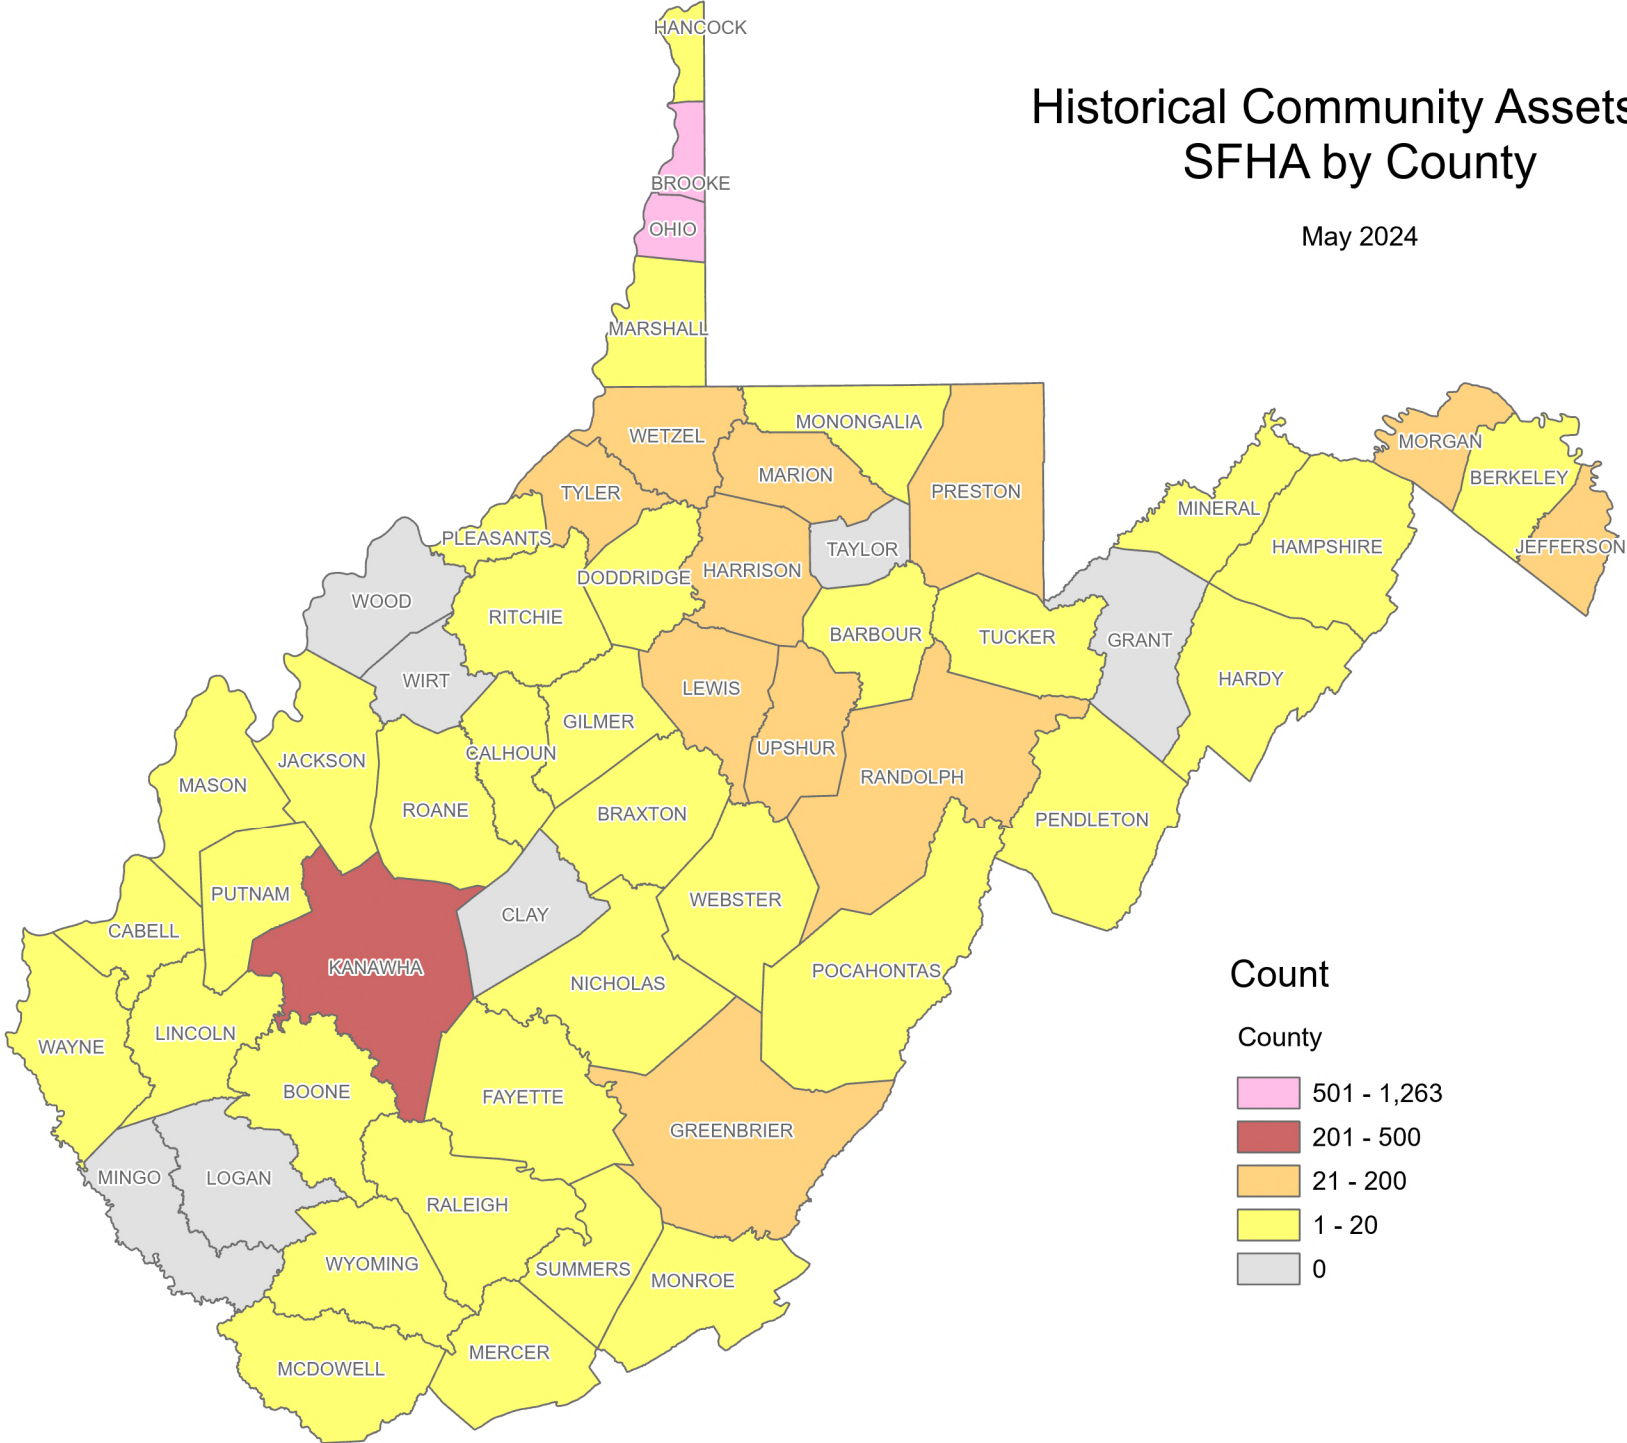 HANCOCK
Historical Community Assets
SFHA by County
BROOKE
OHIO
May 2024
MARSHALL
WETZEL
MONONGALIA
MORGAN
MARION
BERKELEY
TYLER
PRESTON
MINERAL
PLEASANTS
TAYLOR
HAMPSHIRE
JEFFERSON
DODDRIDGE
HARRISON
WOOD
RITCHIE
BARBOUR
TUCKER
GRANT
WIRT
LEWIS
HARDY
GILMER
CALHOUN
UPSHUR
JACKSON
RANDOLPH
MASON
ROANE
BRAXTON
PENDLETON
PUTNAM
WEBSTER
CLAY
CABELL
KANAWHA
POCAHONTAS
NICHOLAS
Count
LINCOLN
County
WAYNE
BOONE
FAYETTE
501 - 1,263
GREENBRIER
201 - 500
MINGO
LOGAN
21 - 200
RALEIGH
1 - 20
WYOMING
SUMMERS
MONROE
0
MERCER
MCDOWELL